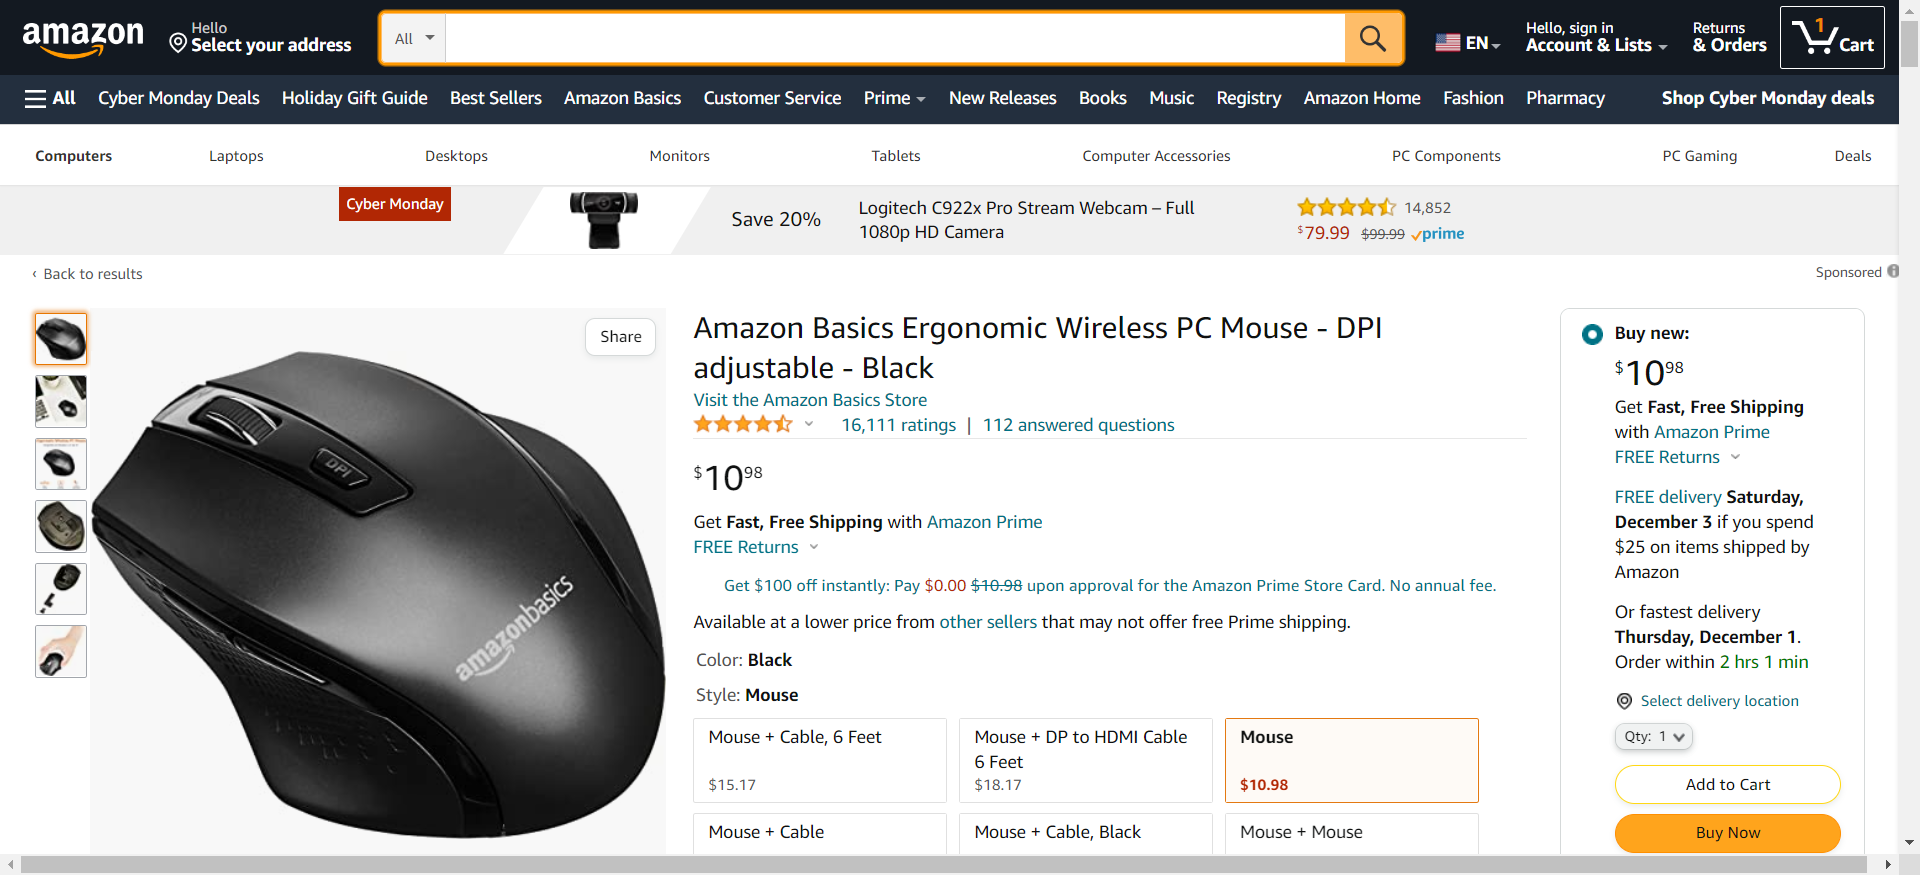 amazon
Hello
Select your address
All
EN
Hello, sign in
Account & Lists
Returns
& Orders
1
Cart
All
Cyber Monday Deals
Holiday Gift Guide
Best Sellers
Amazon Basics
Customer Service
Prime
New Releases
Books
Music
Registry
Amazon Home
Fashion
Pharmacy
Shop Cyber Monday deals
Computers
Laptops
Desktops
Monitors
Tablets
Computer Accessories
PC Components
PC Gaming
Deals
Cyber Monday
Save 20%
Logitech C922x Pro Stream Webcam – Full
1080p HD Camera
14,852
$79.99 $99.99 prime
‹ Back to results
Sponsored
Share
DPI
amazonbasics
Amazon Basics Ergonomic Wireless PC Mouse - DPI
adjustable - Black
Visit the Amazon Basics Store
16,111 ratings | 112 answered questions
$1098
Get Fast, Free Shipping with Amazon Prime
FREE Returns
Get $100 off instantly: Pay $0.00 $10.98 upon approval for the Amazon Prime Store Card. No annual fee.
Available at a lower price from other sellers that may not offer free Prime shipping.
Color: Black
Style: Mouse
Mouse + Cable, 6 Feet
$15.17
Mouse + DP to HDMI Cable
6 Feet
$18.17
Mouse
$10.98
Mouse + Cable
Mouse + Cable, Black
Mouse + Mouse
Buy new:
$1098
Get Fast, Free Shipping
with Amazon Prime
FREE Returns
FREE delivery Saturday,
December 3 if you spend
$25 on items shipped by
Amazon
Or fastest delivery
Thursday, December 1.
Order within 2 hrs 1 min
Select delivery location
Qty: 1
Add to Cart
Buy Now